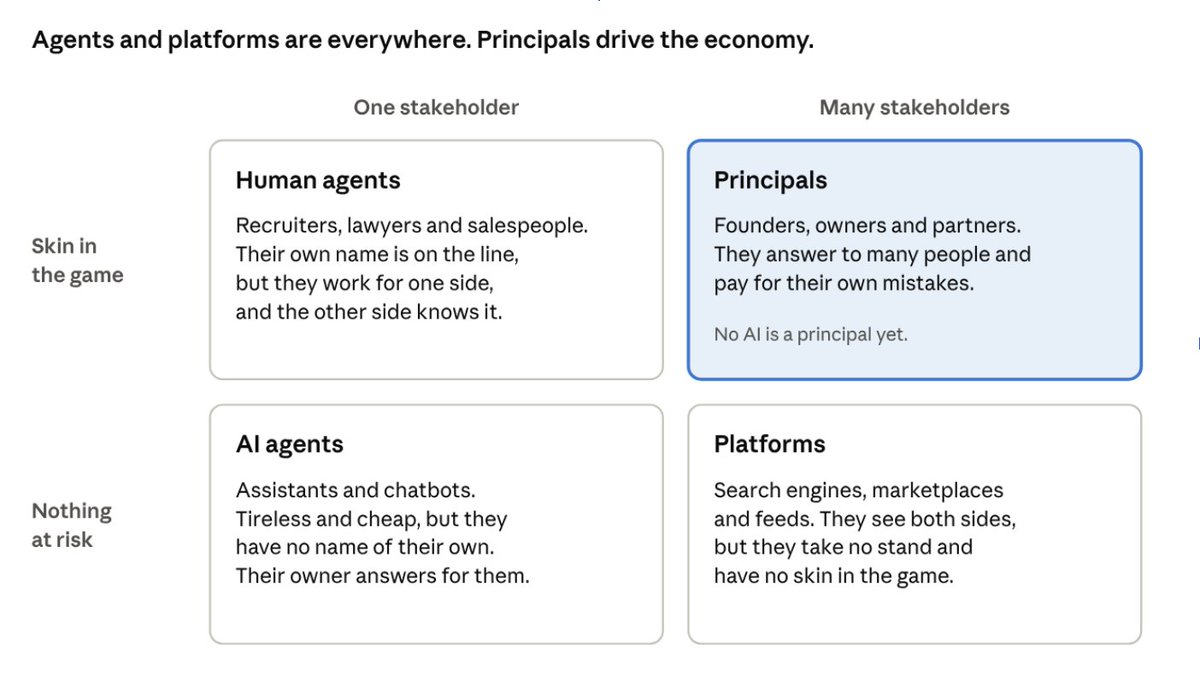 Agents and platforms are everywhere. Principals drive the economy.
One stakeholder
Many stakeholders
Skin in
the game
Human agents
Recruiters, lawyers and salespeople.
Their own name is on the line,
but they work for one side,
and the other side knows it.
Principals
Founders, owners and partners.
They answer to many people and
pay for their own mistakes.
No AI is a principal yet.
Nothing
at risk
AI agents
Assistants and chatbots.
Tireless and cheap, but they
have no name of their own.
Their owner answers for them.
Platforms
Search engines, marketplaces
and feeds. They see both sides,
but they take no stand and
have no skin in the game.